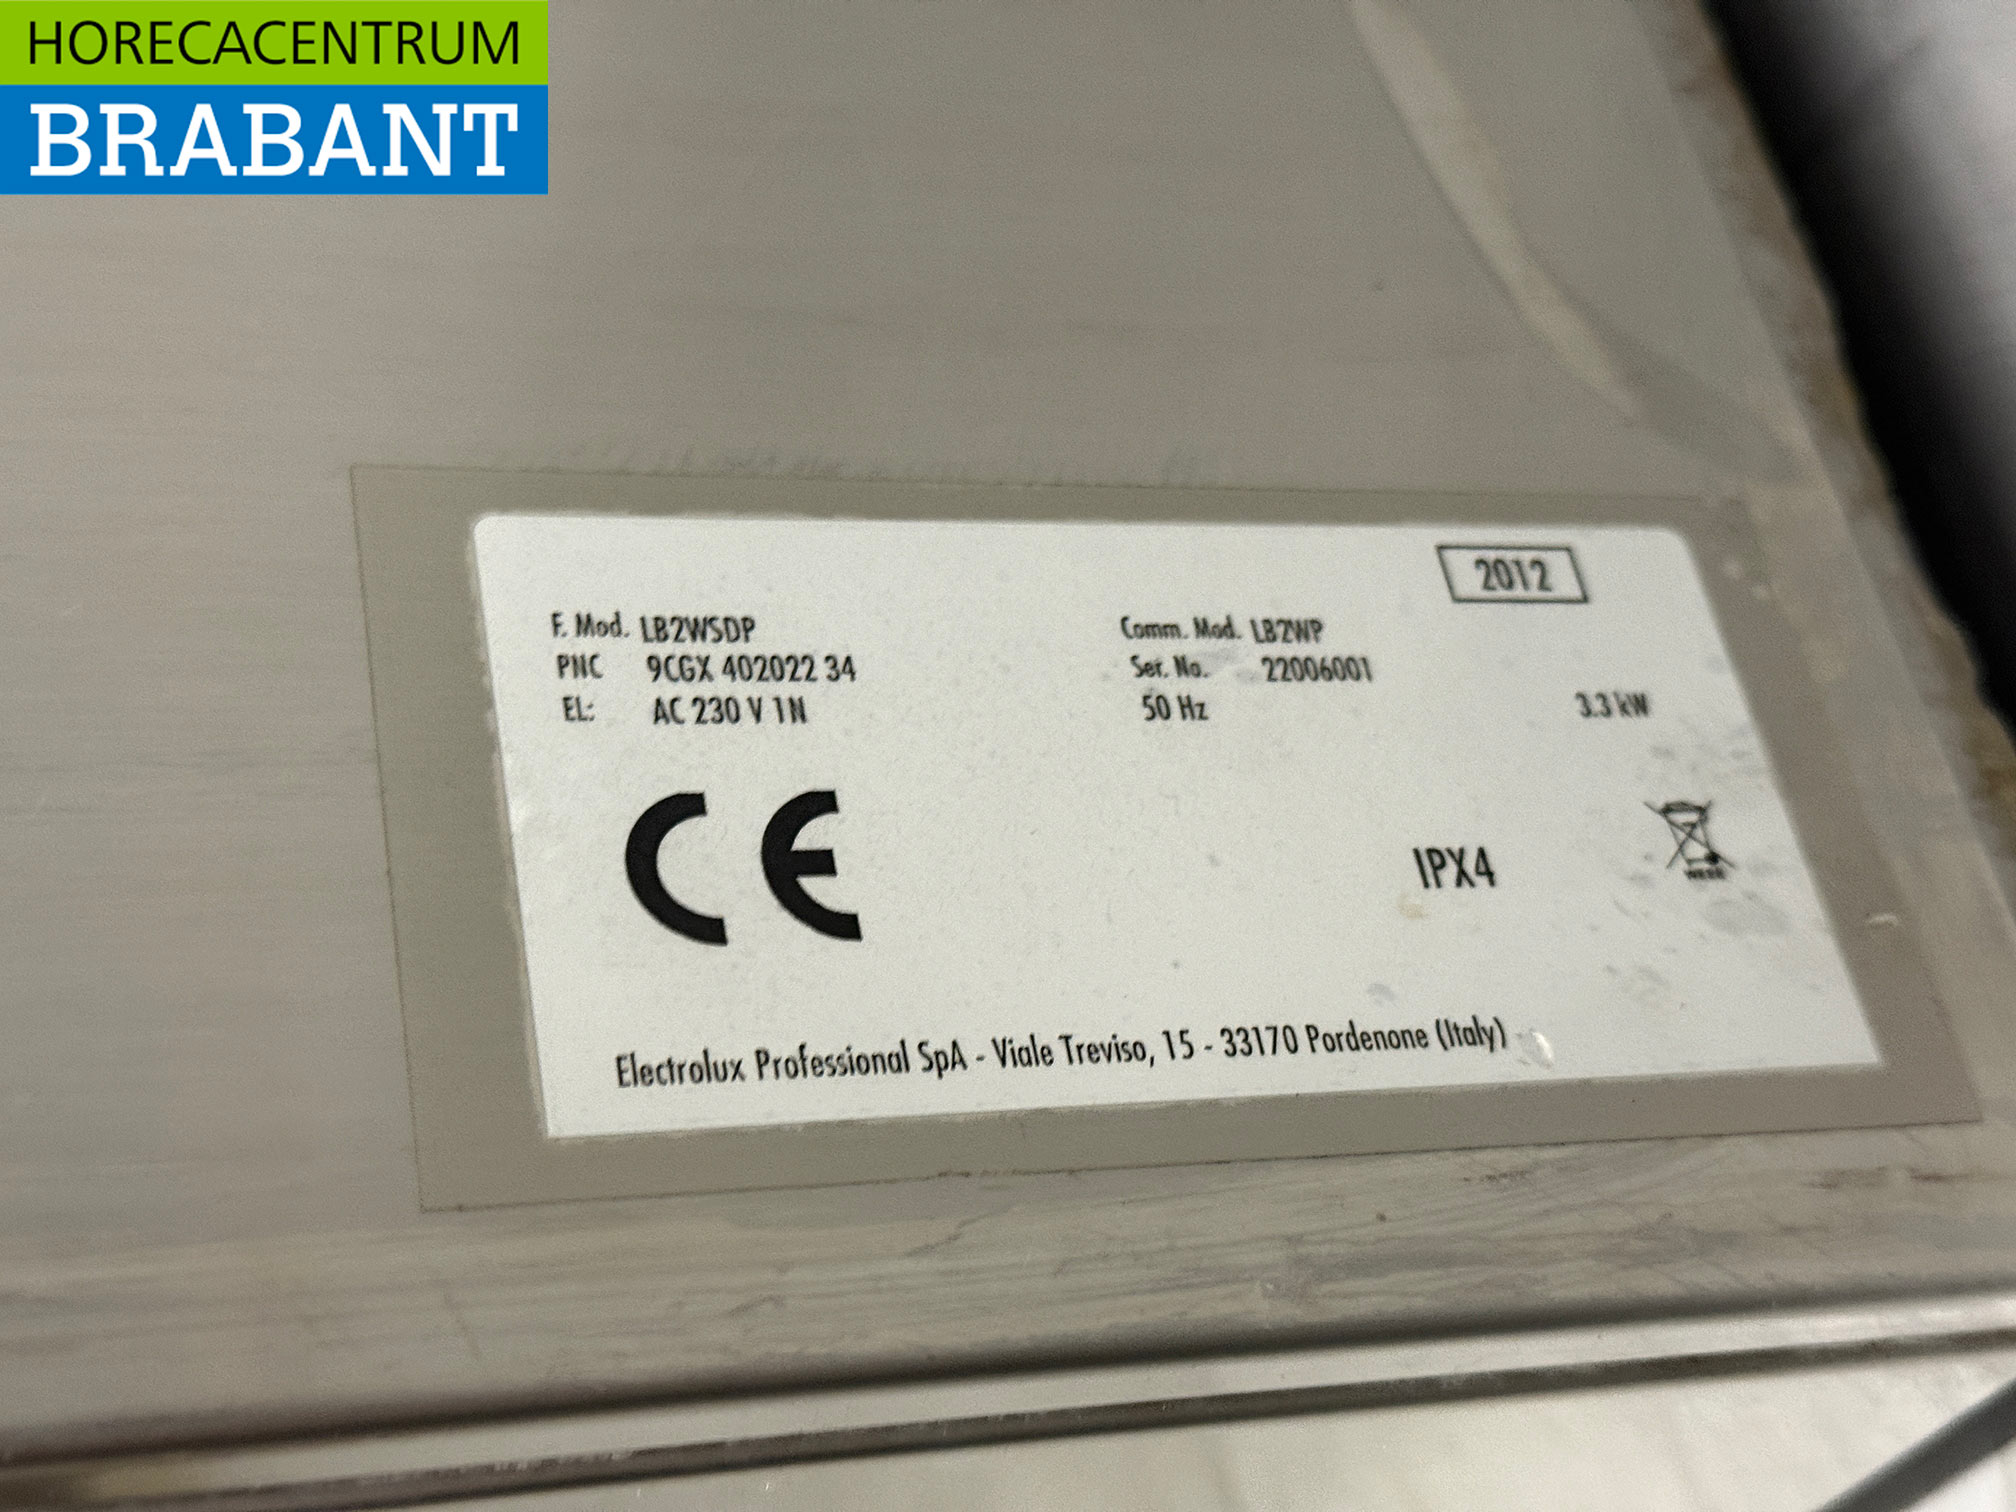 HORECACENTRUM
BRABANT
2012
F. Mod. LB2WSDP Comm. Mod. LB2WP
PNC 9CGX 402022 34 Ser. No. 22006001
EL: AC 230 V 1N 50 Hz 3.3 kW
CE
IPX4
Electrolux Professional SpA - Viale Treviso, 15 - 33170 Pordenone (Italy)